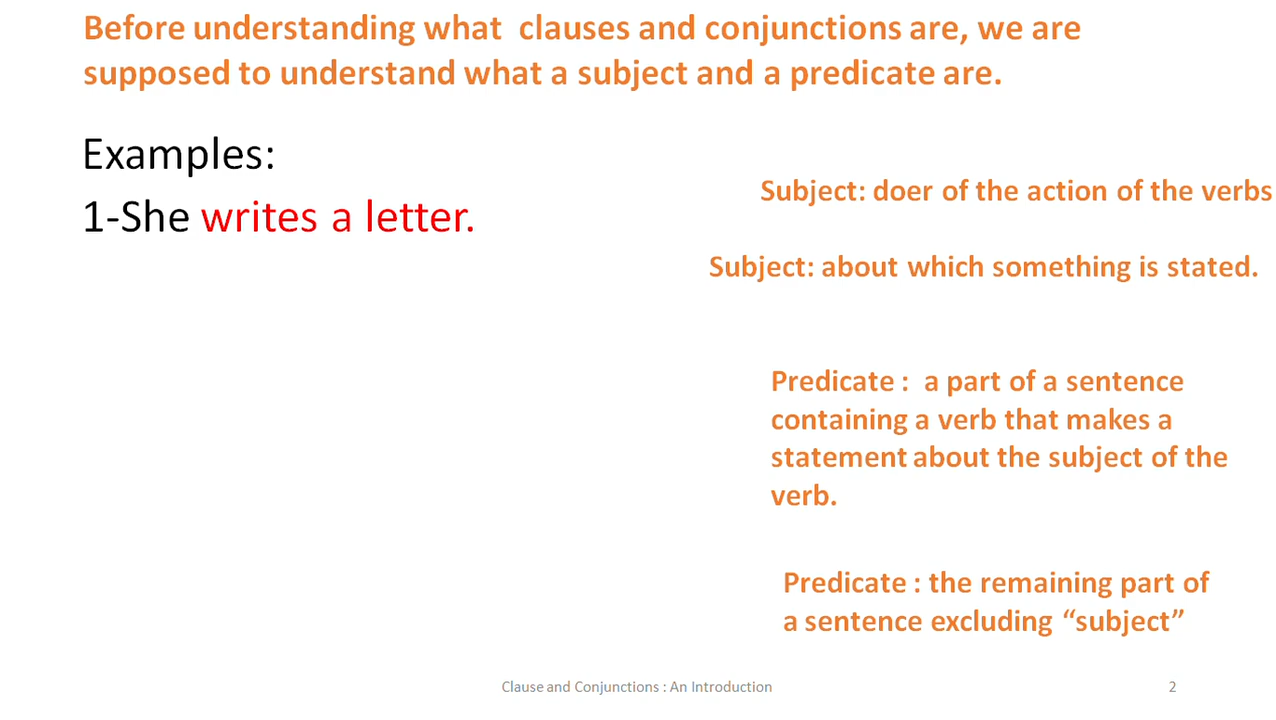 Before understanding what clauses and conjunctions are, we are
supposed to understand what a subject and a predicate are.
Examples:
1-She writes a letter.
Subject: doer of the action of the verbs
Subject: about which something is stated.
Predicate : a part of a sentence
containing a verb that makes a
statement about the subject of the
verb.
Predicate : the remaining part of
a sentence excluding “subject”
Clause and Conjunctions : An Introduction
2